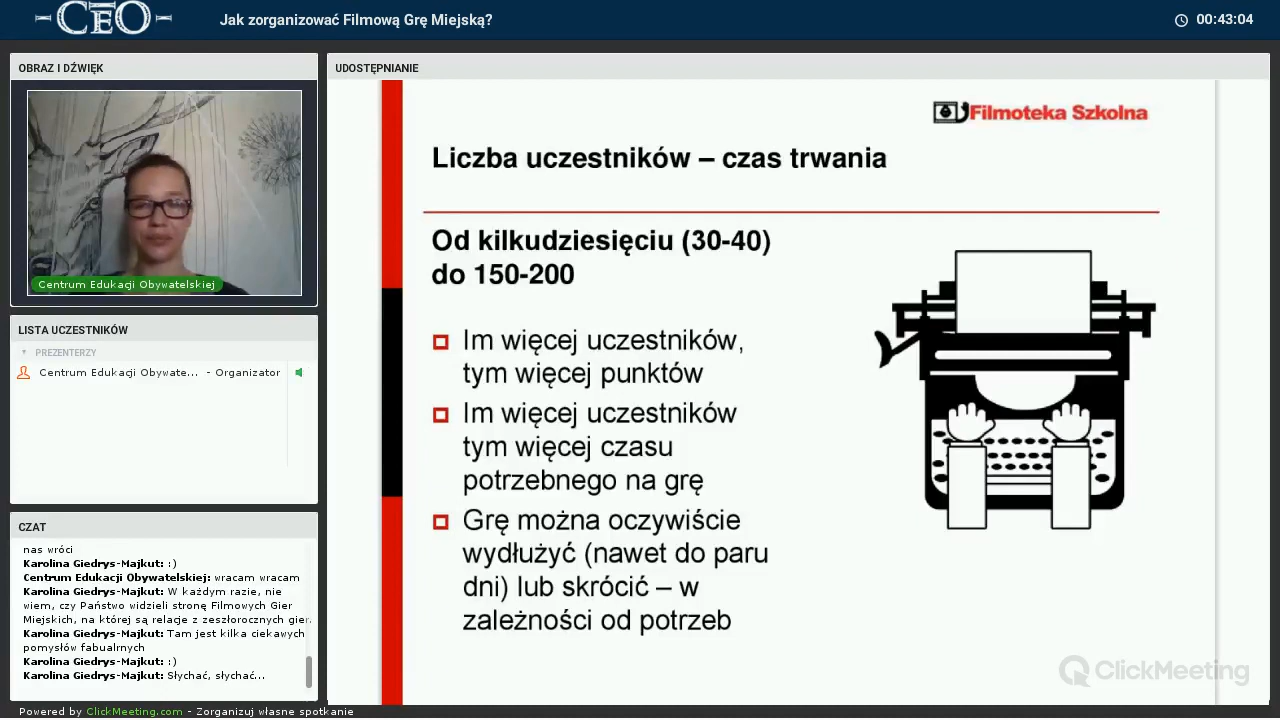 CEO
Jak zorganizować Filmową Grę Miejską?
00:43:04
OBRAZ I DŹWIĘK
Centrum Edukacji Obywatelskiej
LISTA UCZESTNIKÓW
PREZENTERZY
Centrum Edukacji Obywate... - Organizator
CZAT
nas wróci
Karolina Giedrys-Majkut: :)
Centrum Edukacji Obywatelskiej: wracam wracam
Karolina Giedrys-Majkut: W każdym razie, nie
wiem, czy Państwo widzieli stronę Filmowych Gier
Miejskich, na której są relacje z zeszłorocznych gier.
Karolina Giedrys-Majkut: Tam jest kilka ciekawych
pomysłów fabualrnych
Karolina Giedrys-Majkut: :)
Karolina Giedrys-Majkut: Słychać, słychać...
Powered by ClickMeeting.com - Zorganizuj własne spotkanie
UDOSTĘPNIANIE
Filmoteka Szkolna
Liczba uczestników – czas trwania
Od kilkudziesięciu (30-40)
do 150-200
Im więcej uczestników,
tym więcej punktów
Im więcej uczestników
tym więcej czasu
potrzebnego na grę
Grę można oczywiście
wydłużyć (nawet do paru
dni) lub skrócić – w
zależności od potrzeb
ClickMeeting